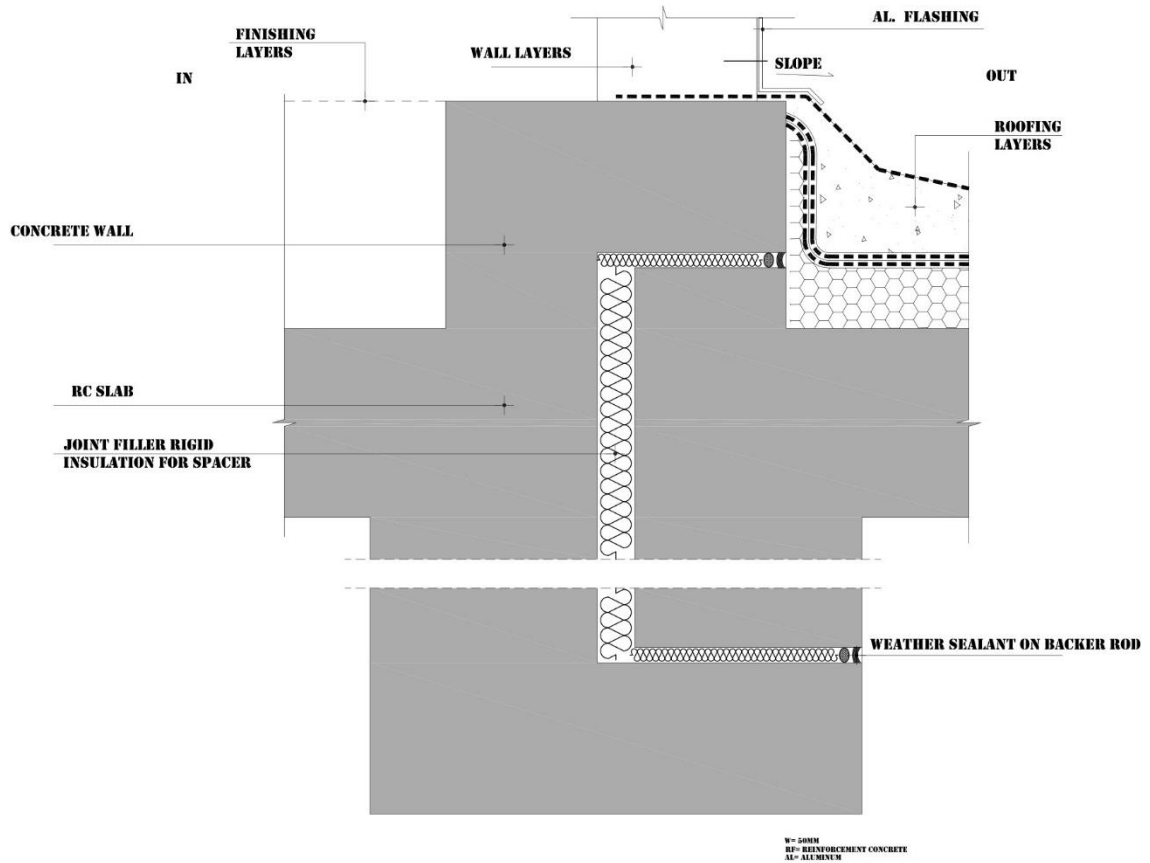 AL. FLASHING
FINISHING
LAYERS
WALL LAYERS
SLOPE
IN
OUT
ROOFING
LAYERS
CONCRETE WALL
RC SLAB
JOINT FILLER RIGID
INSULATION FOR SPACER
WEATHER SEALANT ON BACKER ROD
W= 50MM
RF= REINFORCEMENT CONCRETE
AL= ALUMINUM